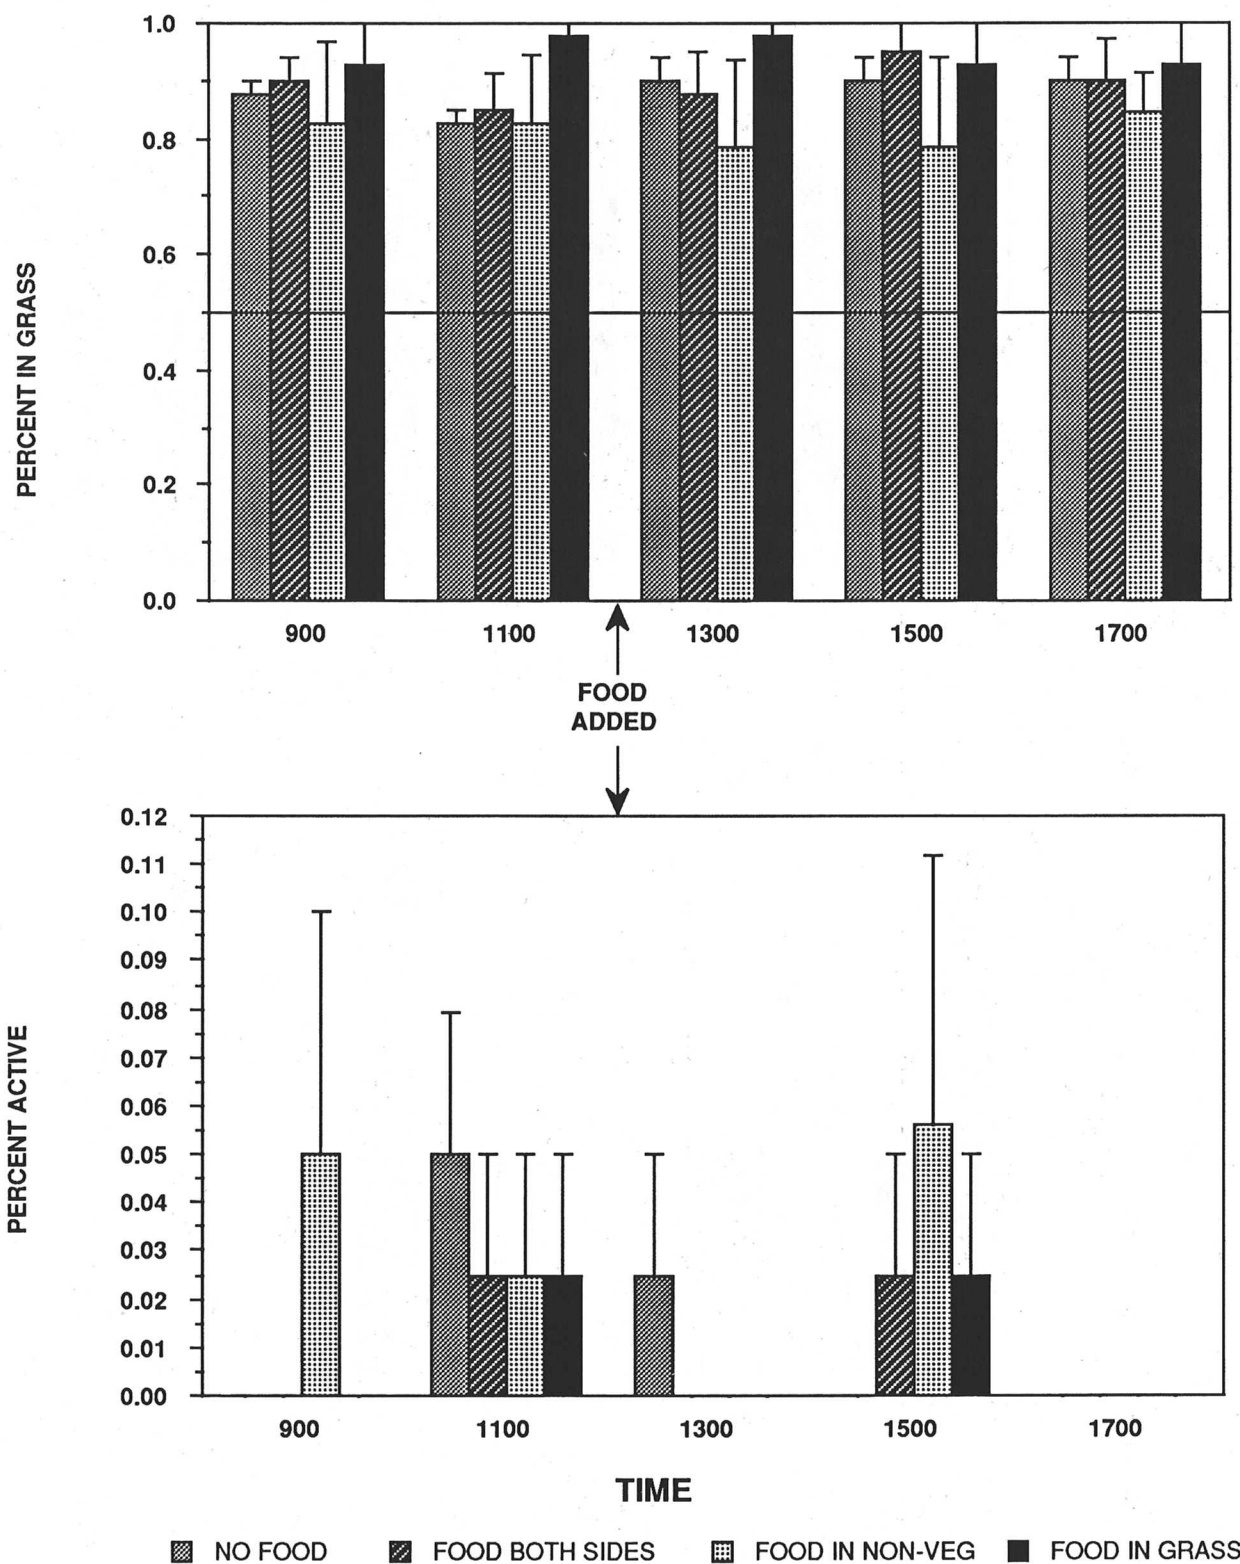 1.0
0.8
0.6
0.4
0.2
0.0
PERCENT IN GRASS
900 1100 1300 1500 1700
FOOD
ADDED
0.12
0.11
0.10
0.09
0.08
0.07
0.06
0.05
0.04
0.03
0.02
0.01
0.00
PERCENT ACTIVE
900 1100 1300 1500 1700
TIME
NO FOOD FOOD BOTH SIDES FOOD IN NON-VEG FOOD IN GRASS